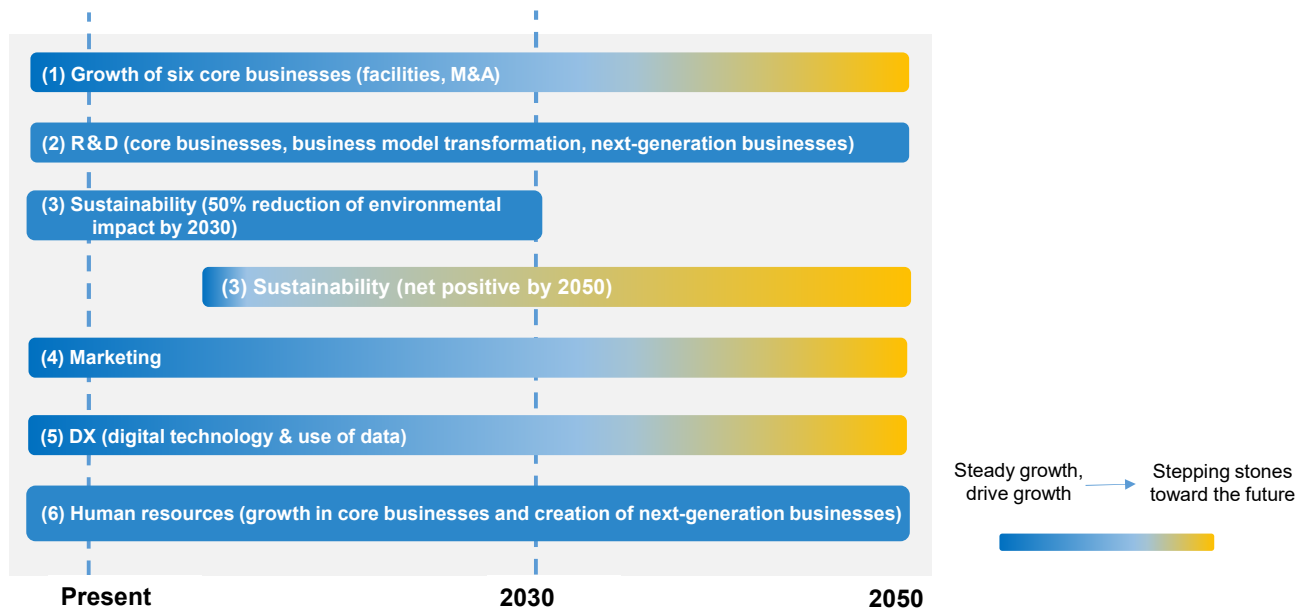 (1) Growth of six core businesses (facilities, M&A)
(2) R&D (core businesses, business model transformation, next-generation businesses)
(3) Sustainability (50% reduction of environmental
impact by 2030)
(3) Sustainability (net positive by 2050)
(4) Marketing
(5) DX (digital technology & use of data)
(6) Human resources (growth in core businesses and creation of next-generation businesses)
Present
2030
2050
Steady growth,
drive growth
Stepping stones
toward the future